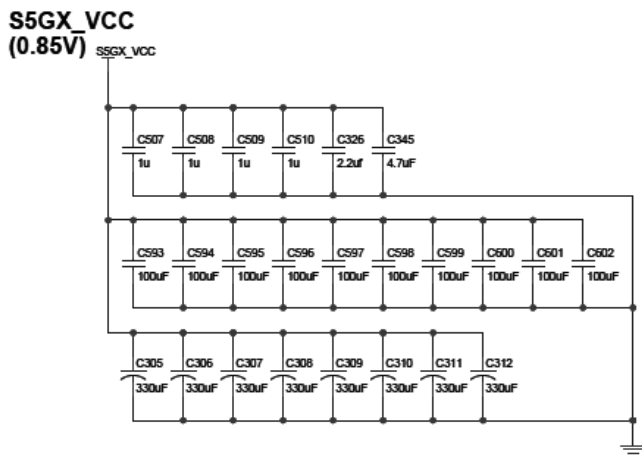 S5GX_VCC
(0.85V) S5GX_VCC
C507 C508 C509 C510 C326 C345
1u 1u 1u 1u 2.2uf 4.7uF
C593 C594 C595 C596 C597 C598 C599 C600 C601 C602
100uF 100uF 100uF 100uF 100uF 100uF 100uF 100uF 100uF 100uF
C305 C306 C307 C308 C309 C310 C311 C312
330uF 330uF 330uF 330uF 330uF 330uF 330uF 330uF